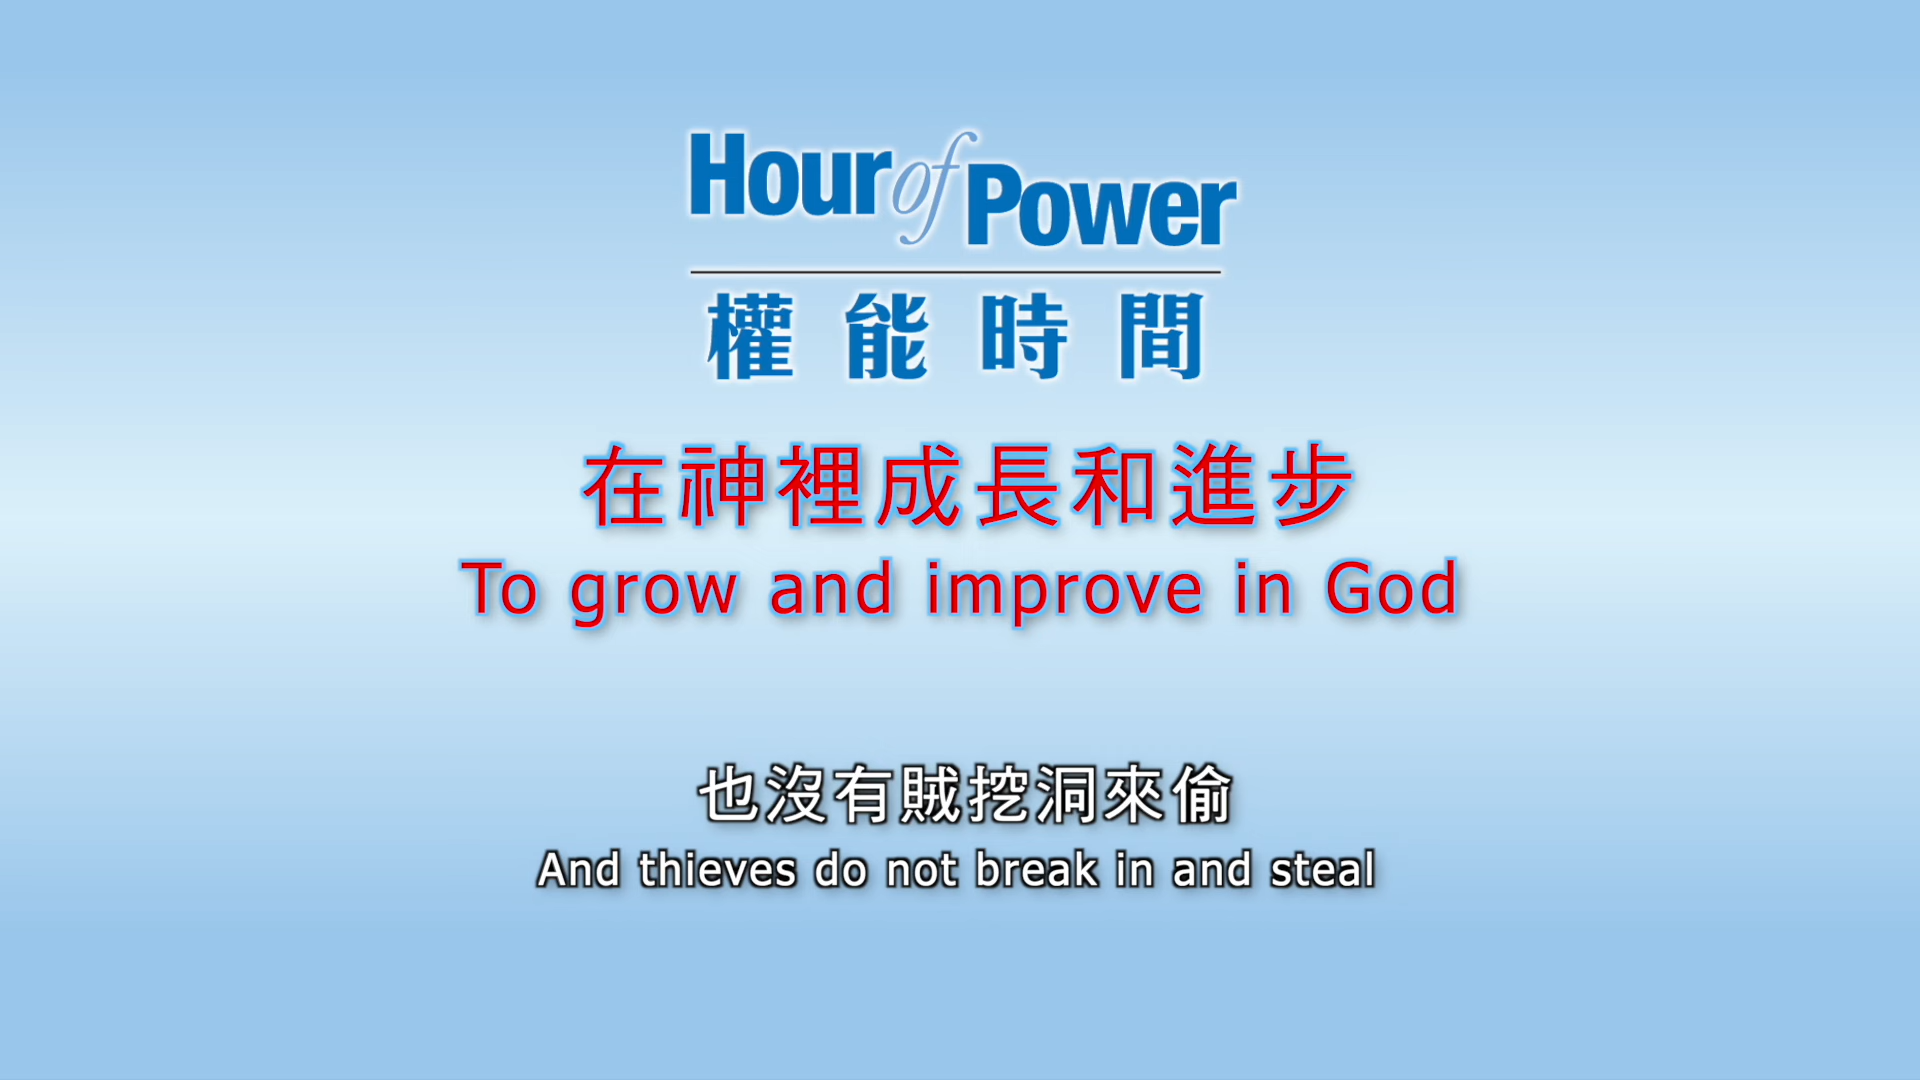 Hour of Power
權能時間
在神裡成長和進步
To grow and improve in God
也沒有賊挖洞來偷
And thieves do not break in and steal